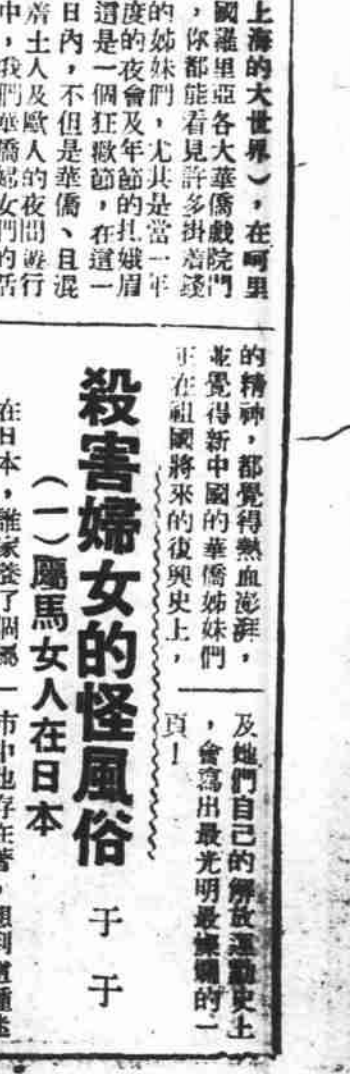 上海的大世界），在呵里
國羅里亞各大華僑戲院門
，你都能看見許多掛着
的姊妹們，尤其是當一年
度的夜會及年節的扎娥眉
這是一個狂歡節，在這一
日內，不但是華僑、且混
着土人及歐人的夜間遊行
中，我們華僑婦女們的活
的精神，都覺得熱血澎湃，
並覺得新中國的華僑姊妹們
正在祖國將來的復興史上，
及她們自己的解放運動史上
，會寫出最光明最燦爛的一
頁！
殺害婦女的怪風俗
于于
（一）屬馬女人在日本
在日本，誰家養了個屬
市中也存在著，想到這種迷